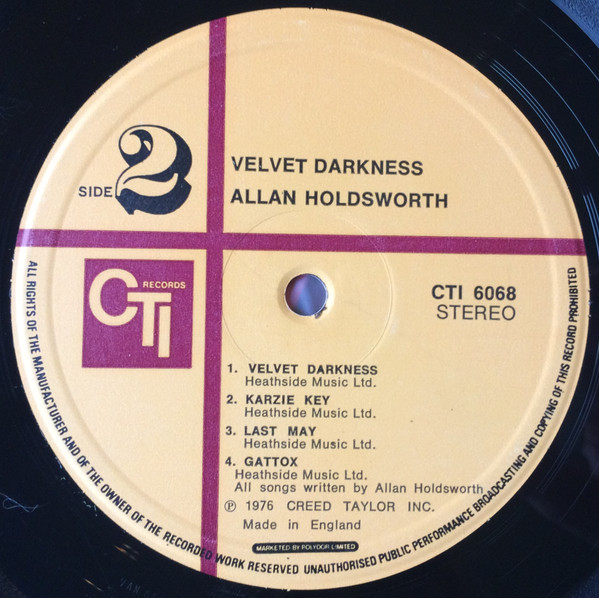 SIDE 2
VELVET DARKNESS
ALLAN HOLDSWORTH
CTI RECORDS
CTI 6068
STEREO
1. VELVET DARKNESS
Heathside Music Ltd.
2. KARZIE KEY
Heathside Music Ltd.
3. LAST MAY
Heathside Music Ltd.
4. GATTOX
Heathside Music Ltd.
All songs written by Allan Holdsworth
℗ 1976 CREED TAYLOR INC.
Made in England
MARKETED BY POLYDOR LIMITED
ALL RIGHTS OF THE MANUFACTURER AND OF THE OWNER OF THE RECORDED WORK RESERVED UNAUTHORISED PUBLIC PERFORMANCE BROADCASTING AND COPYING OF THIS RECORD PROHIBITED